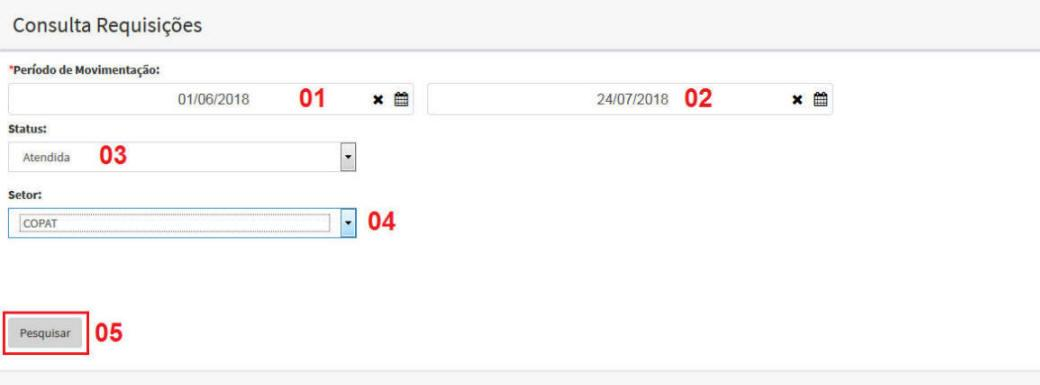 Consulta Requisições
*Período de Movimentação:
01/06/2018 01 24/07/2018 02
Status:
Atendida 03
Setor:
COPAT 04
Pesquisar 05